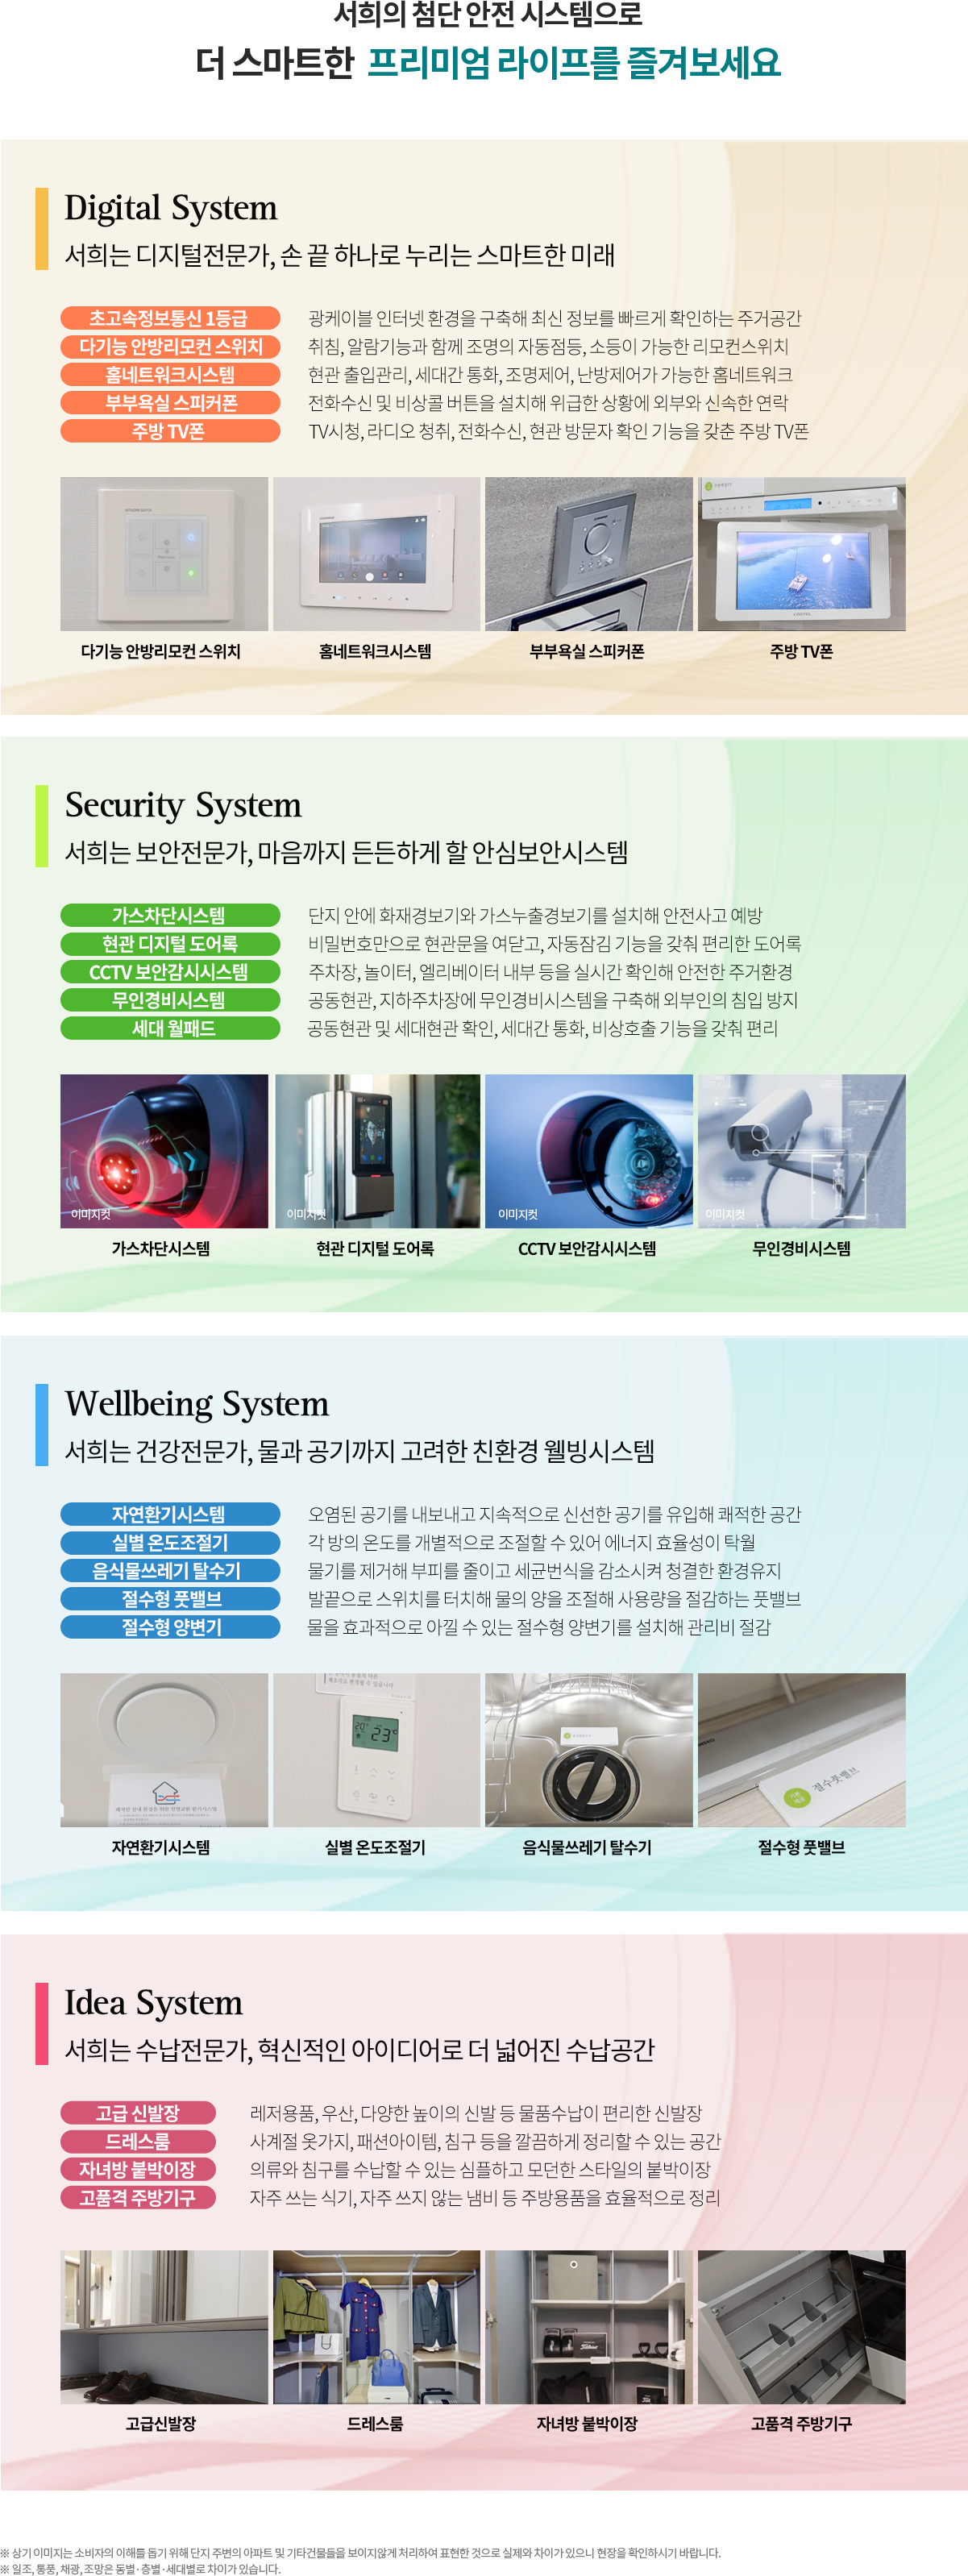 서희의 첨단 안전 시스템으로
더 스마트한 프리미엄 라이프를 즐겨보세요
Digital System
서희는 디지털전문가, 손 끝 하나로 누리는 스마트한 미래
초고속정보통신 1등급 광케이블 인터넷 환경을 구축해 최신 정보를 빠르게 확인하는 주거공간
다기능 안방리모컨 스위치 취침, 알람기능과 함께 조명의 자동점등, 소등이 가능한 리모컨스위치
홈네트워크시스템 현관 출입관리, 세대간 통화, 조명제어, 난방제어가 가능한 홈네트워크
부부욕실 스피커폰 전화수신 및 비상콜 버튼을 설치해 위급한 상황에 외부와 신속한 연락
주방 TV폰 TV시청, 라디오 청취, 전화수신, 현관 방문자 확인 기능을 갖춘 주방 TV폰
다기능 안방리모컨 스위치 홈네트워크시스템 부부욕실 스피커폰 주방 TV폰
Security System
서희는 보안전문가, 마음까지 든든하게 할 안심보안시스템
가스차단시스템 단지 안에 화재경보기와 가스누출경보기를 설치해 안전사고 예방
현관 디지털 도어록 비밀번호만으로 현관문을 여닫고, 자동잠김 기능을 갖춰 편리한 도어록
CCTV 보안감시시스템 주차장, 놀이터, 엘리베이터 내부 등을 실시간 확인해 안전한 주거환경
무인경비시스템 공동현관, 지하주차장에 무인경비시스템을 구축해 외부인의 침입 방지
세대 월패드 공동현관 및 세대현관 확인, 세대간 통화, 비상호출 기능을 갖춰 편리
이미지컷 이미지컷 이미지컷 이미지컷
가스차단시스템 현관 디지털 도어록 CCTV 보안감시시스템 무인경비시스템
Wellbeing System
서희는 건강전문가, 물과 공기까지 고려한 친환경 웰빙시스템
자연환기시스템 오염된 공기를 내보내고 지속적으로 신선한 공기를 유입해 쾌적한 공간
실별 온도조절기 각 방의 온도를 개별적으로 조절할 수 있어 에너지 효율성이 탁월
음식물쓰레기 탈수기 물기를 제거해 부피를 줄이고 세균번식을 감소시켜 청결한 환경유지
절수형 풋밸브 발끝으로 스위치를 터치해 물의 양을 조절해 사용량을 절감하는 풋밸브
절수형 양변기 물을 효과적으로 아낄 수 있는 절수형 양변기를 설치해 관리비 절감
20° 23°c
절수풋밸브
자연환기시스템 실별 온도조절기 음식물쓰레기 탈수기 절수형 풋밸브
Idea System
서희는 수납전문가, 혁신적인 아이디어로 더 넓어진 수납공간
고급 신발장 레저용품, 우산, 다양한 높이의 신발 등 물품수납이 편리한 신발장
드레스룸 사계절 옷가지, 패션아이템, 침구 등을 깔끔하게 정리할 수 있는 공간
자녀방 붙박이장 의류와 침구를 수납할 수 있는 심플하고 모던한 스타일의 붙박이장
고품격 주방기구 자주 쓰는 식기, 자주 쓰지 않는 냄비 등 주방용품을 효율적으로 정리
고급신발장 드레스룸 자녀방 붙박이장 고품격 주방기구
※ 상기 이미지는 소비자의 이해를 돕기 위해 단지 주변의 아파트 및 기타건물들을 보이지않게 처리하여 표현한 것으로 실제와 차이가 있으니 현장을 확인하시기 바랍니다.
※ 일조, 통풍, 채광, 조망은 동별·층별·세대별로 차이가 있습니다.